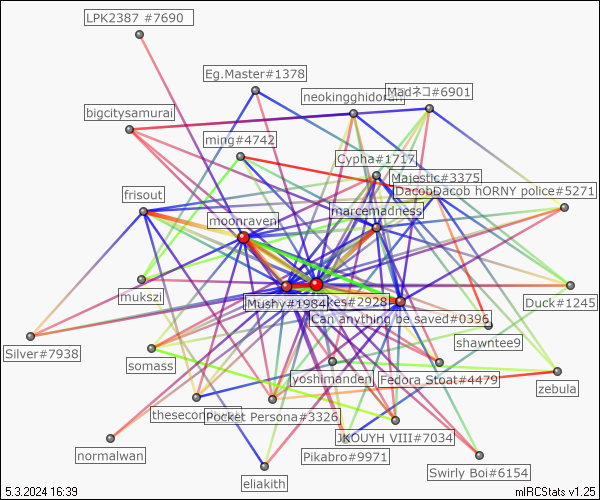 LPK2387 #7690
Eg.Master#1378
Madネコ#6901
neokingghidorah
bigcitysamurai
ming#4742
Cypha#1717
Majestic#3375
DacobDacob hORNY police#5271
frisout
marcemadness
moonraven
mukszi
Mushy#1984
kes#2928
Duck#1245
Can anything be saved#0396
shawntee9
Silver#7938
somass
yoshimanden
Fedora Stoat#4479
zebula
thesecon
Pocket Persona#3326
JKOUYH VIII#7034
normalwan
Pikabro#9971
Swirly Boi#6154
eliakith
5.3.2024 16:39
mIRCStats v1.25